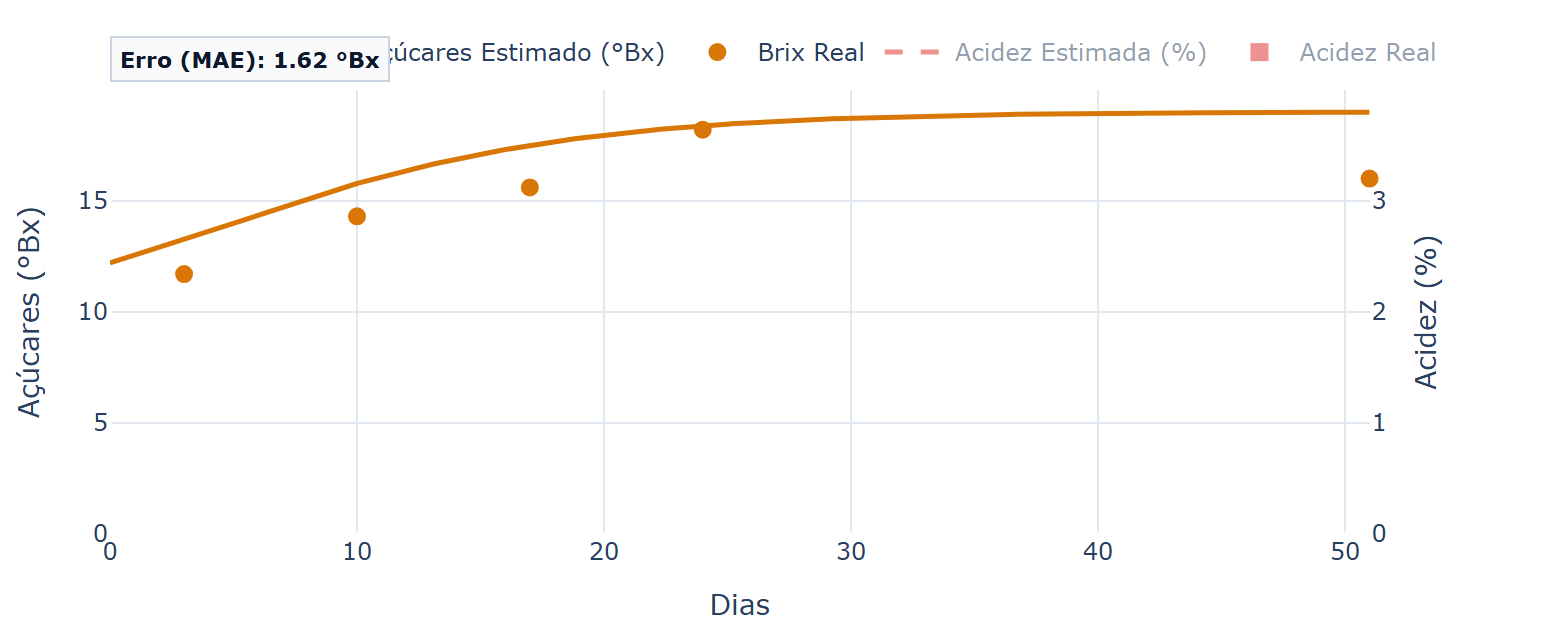 Erro (MAE): 1.62 °Bx
çúcares Estimado (°Bx)
Brix Real
Acidez Estimada (%)
Acidez Real
Açúcares (°Bx)
15
10
5
0
3
2
1
0
Acidez (%)
0
10
20
30
40
50
Dias